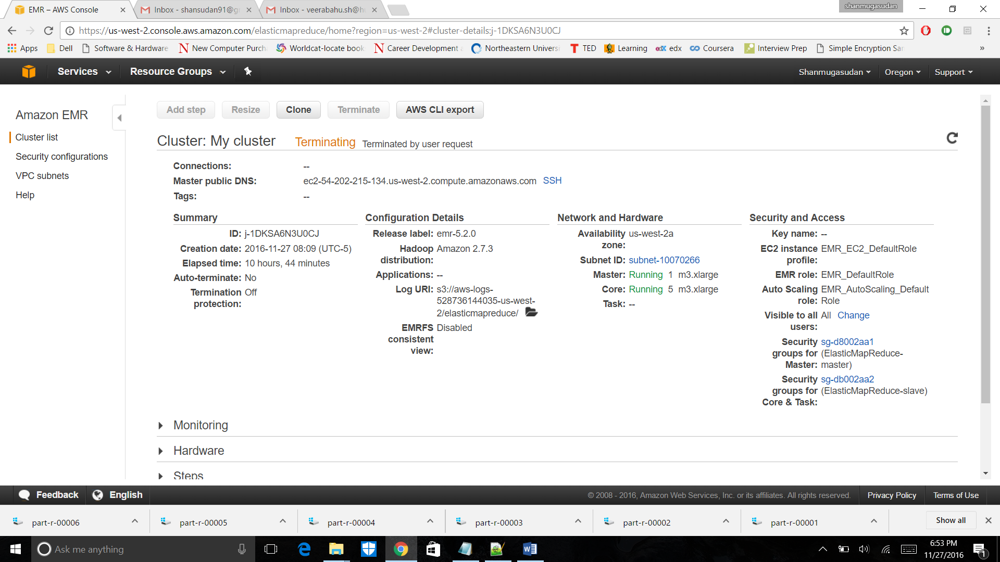 EMR – AWS Console
Inbox - shansudan91@g
Inbox - veerabahu.sh@h
shanmugasudan
https://us-west-2.console.aws.amazon.com/elasticmapreduce/home?region=us-west-2#cluster-details:j-1DKSA6N3U0CJ
Apps Dell Software & Hardware New Computer Purch Worldcat-locate book Career Development Northeastern Universi TED Learning edX edx Coursera Interview Prep Simple Encryption Sa »
Services Resource Groups Shanmugasudan Oregon Support
Amazon EMR
Cluster list
Security configurations
VPC subnets
Help
Add step Resize Clone Terminate AWS CLI export
Cluster: My cluster Terminating Terminated by user request
Connections: --
Master public DNS: ec2-54-202-215-134.us-west-2.compute.amazonaws.com SSH
Tags: --
Summary
ID: j-1DKSA6N3U0CJ
Creation date: 2016-11-27 08:09 (UTC-5)
Elapsed time: 10 hours, 44 minutes
Auto-terminate: No
Termination Off
protection:
Configuration Details
Release label: emr-5.2.0
Hadoop Amazon 2.7.3
distribution:
Applications: --
Log URI: s3://aws-logs-
528736144035-us-west-
2/elasticmapreduce/
EMRFS Disabled
consistent
view:
Network and Hardware
Availability us-west-2a
zone:
Subnet ID: subnet-10070266
Master: Running 1 m3.xlarge
Core: Running 5 m3.xlarge
Task: --
Security and Access
Key name: --
EC2 instance EMR_EC2_DefaultRole
profile:
EMR role: EMR_DefaultRole
Auto Scaling EMR_AutoScaling_Default
role: Role
Visible to all All Change
users:
Security sg-d8002aa1
groups for (ElasticMapReduce-
Master: master)
Security sg-db002aa2
groups for (ElasticMapReduce-slave)
Core & Task:
Monitoring
Hardware
Steps
Feedback English © 2008 - 2016, Amazon Web Services, Inc. or its affiliates. All rights reserved. Privacy Policy Terms of Use
part-r-00006 part-r-00005 part-r-00004 part-r-00003 part-r-00002 part-r-00001 Show all
Ask me anything
6:53 PM
11/27/2016
1